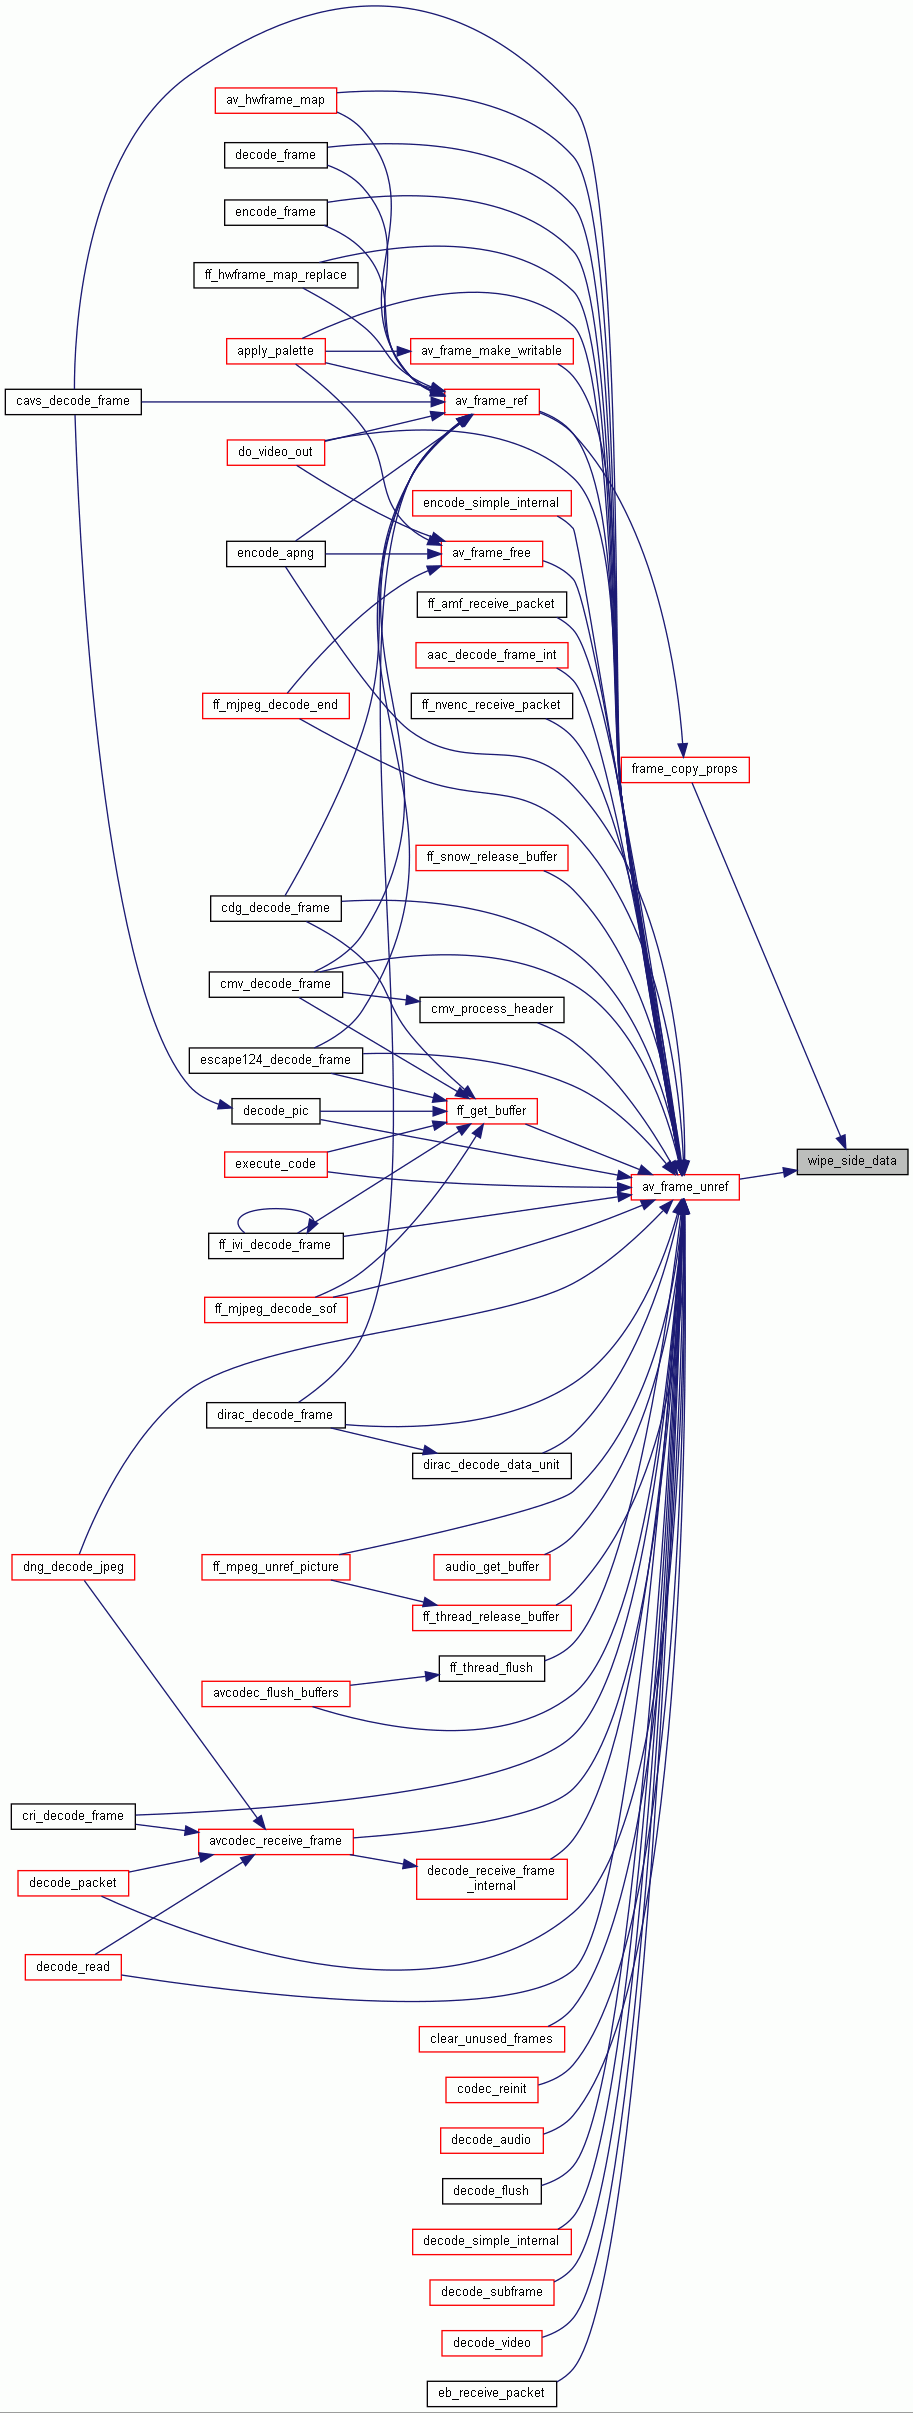 av_hwframe_map
decode_frame
encode_frame
ff_hwframe_map_replace
apply_palette
av_frame_make_writable
cavs_decode_frame
av_frame_ref
do_video_out
encode_simple_internal
encode_apng
av_frame_free
ff_amf_receive_packet
aac_decode_frame_int
ff_mjpeg_decode_end
ff_nvenc_receive_packet
frame_copy_props
ff_snow_release_buffer
cdg_decode_frame
cmv_decode_frame
cmv_process_header
escape124_decode_frame
decode_pic
ff_get_buffer
execute_code
wipe_side_data
av_frame_unref
ff_ivi_decode_frame
ff_mjpeg_decode_sof
dirac_decode_frame
dirac_decode_data_unit
dng_decode_jpeg
ff_mpeg_unref_picture
audio_get_buffer
ff_thread_release_buffer
ff_thread_flush
avcodec_flush_buffers
cri_decode_frame
avcodec_receive_frame
decode_receive_frame
_internal
decode_packet
decode_read
clear_unused_frames
codec_reinit
decode_audio
decode_flush
decode_simple_internal
decode_subframe
decode_video
eb_receive_packet